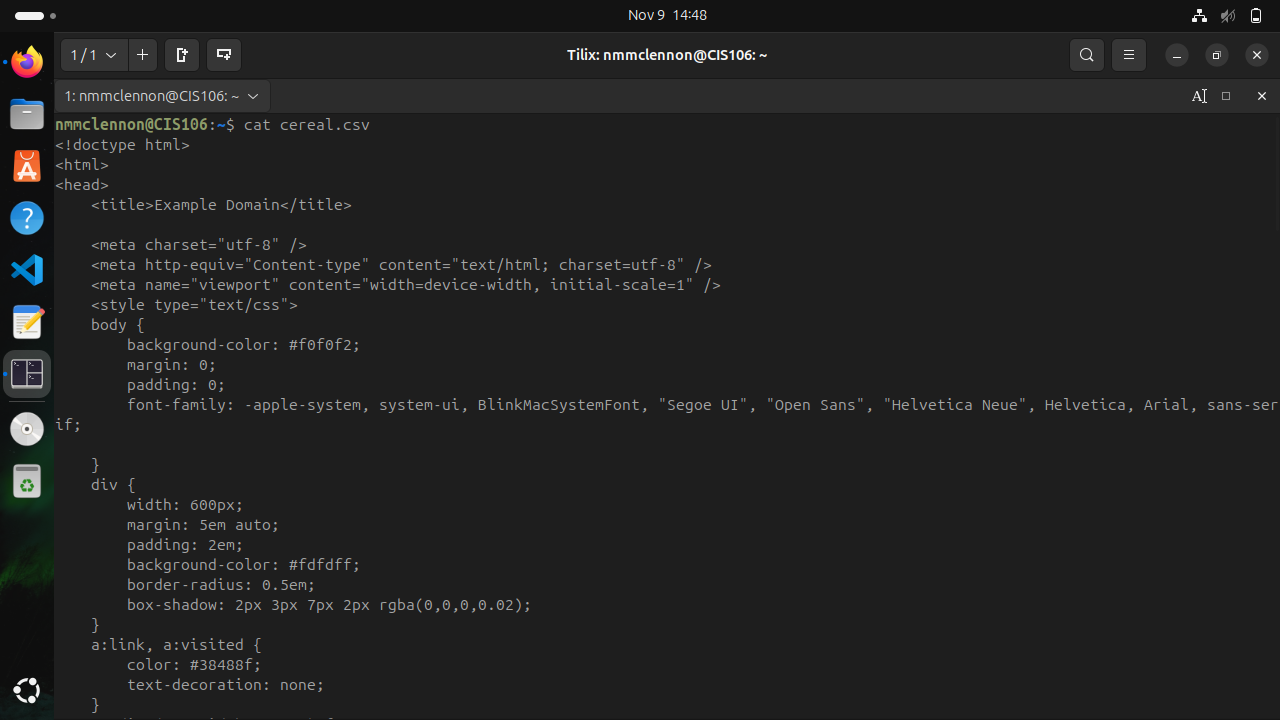 Nov 9 14:48
1 / 1
Tilix: nmmclennon@CIS106: ~
1: nmmclennon@CIS106: ~
nmmclennon@CIS106:~$ cat cereal.csv
<!doctype html>
<html>
<head>
    <title>Example Domain</title>

    <meta charset="utf-8" />
    <meta http-equiv="Content-type" content="text/html; charset=utf-8" />
    <meta name="viewport" content="width=device-width, initial-scale=1" />
    <style type="text/css">
    body {
        background-color: #f0f0f2;
        margin: 0;
        padding: 0;
        font-family: -apple-system, system-ui, BlinkMacSystemFont, "Segoe UI", "Open Sans", "Helvetica Neue", Helvetica, Arial, sans-ser
if;

    }
    div {
        width: 600px;
        margin: 5em auto;
        padding: 2em;
        background-color: #fdfdff;
        border-radius: 0.5em;
        box-shadow: 2px 3px 7px 2px rgba(0,0,0,0.02);
    }
    a:link, a:visited {
        color: #38488f;
        text-decoration: none;
    }